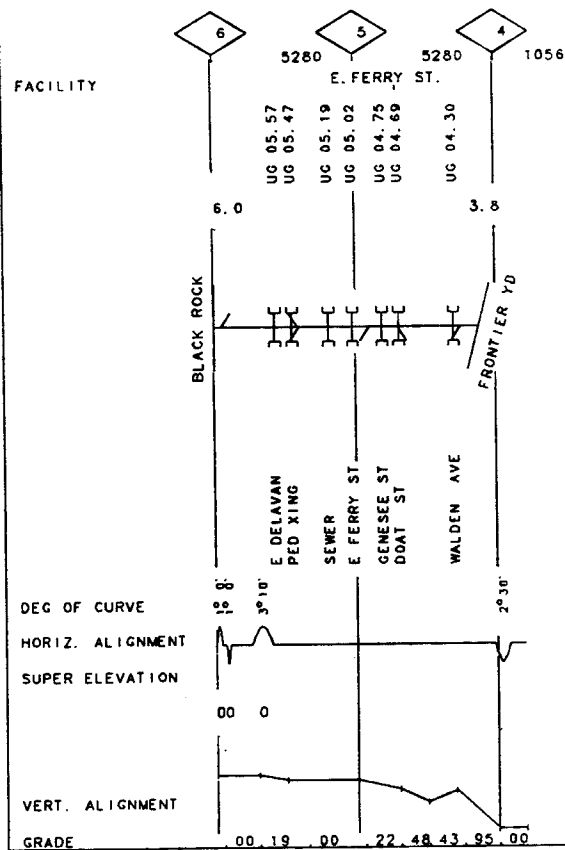 6 5 4
5280 5280 1056
FACILITY
E. FERRY ST.
UG 05.57
UG 05.47
UG 05.19
UG 05.02
UG 04.75
UG 04.69
UG 04.30
6.0 3.8
BLACK ROCK
FRONTIER YD
E DELAVAN
PED XING
SEWER
E FERRY ST
GENESEE ST
DOAT ST
WALDEN AVE
DEG OF CURVE
3°10'
2°30'
HORIZ. ALIGNMENT
SUPER ELEVATION
00 0
VERT. ALIGNMENT
GRADE .00 .19 .00 .22 .48 .43 .95 .00